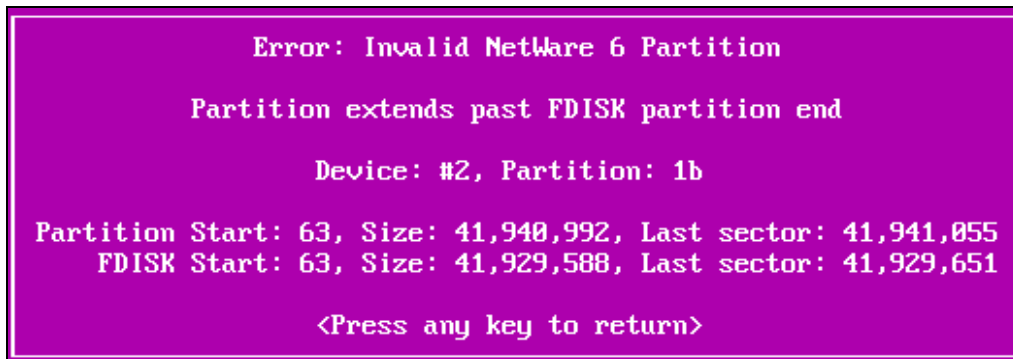 Error: Invalid NetWare 6 Partition
Partition extends past FDISK partition end
Device: #2, Partition: 1b
Partition Start: 63, Size: 41,940,992, Last sector: 41,941,055
FDISK Start: 63, Size: 41,929,588, Last sector: 41,929,651
<Press any key to return>